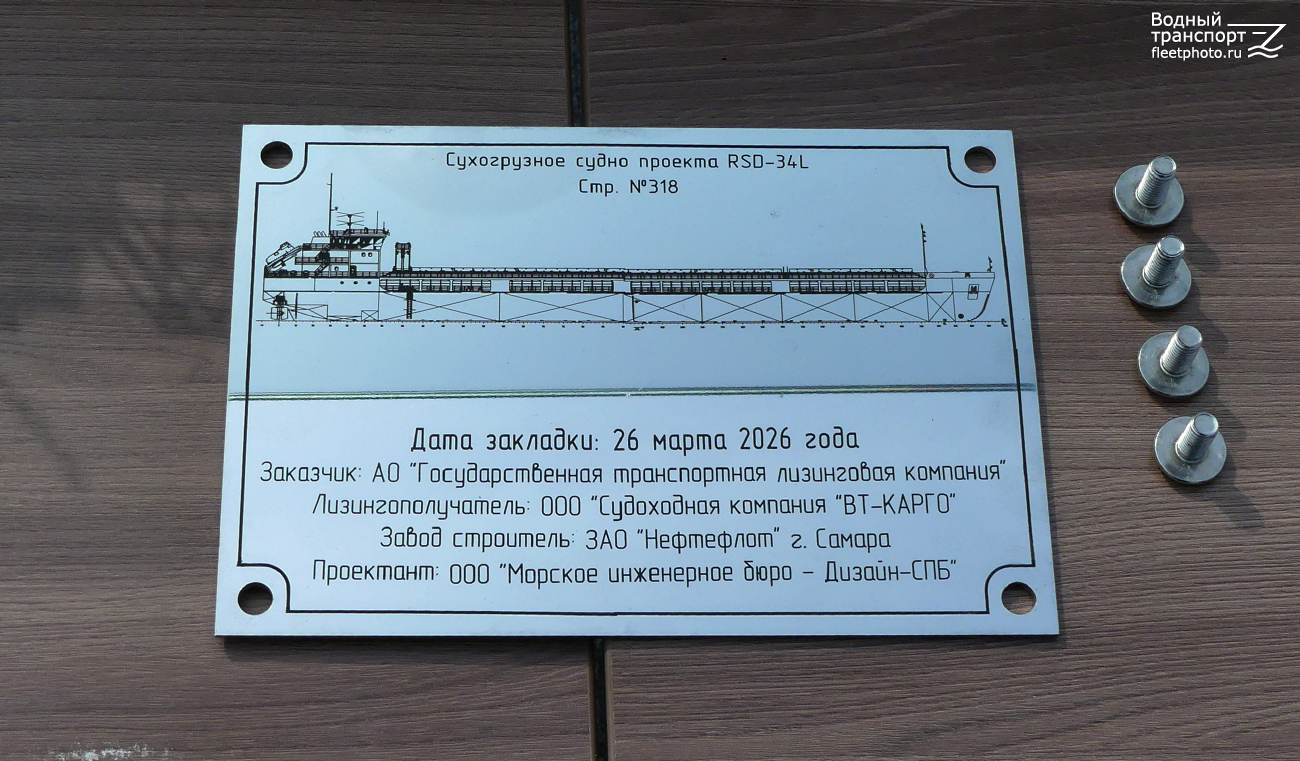 Водный
транспорт
fleetphoto.ru
Сухогрузное судно проекта RSD-34L
Стр. №318
Дата закладки: 26 марта 2026 года
Заказчик: АО "Государственная транспортная лизинговая компания"
Лизингополучатель: ООО "Судоходная компания "ВТ-КАРГО"
Завод строитель: ЗАО "Нефтефлот" г. Самара
Проектант: ООО "Морское инженерное бюро - Дизайн-СПБ"